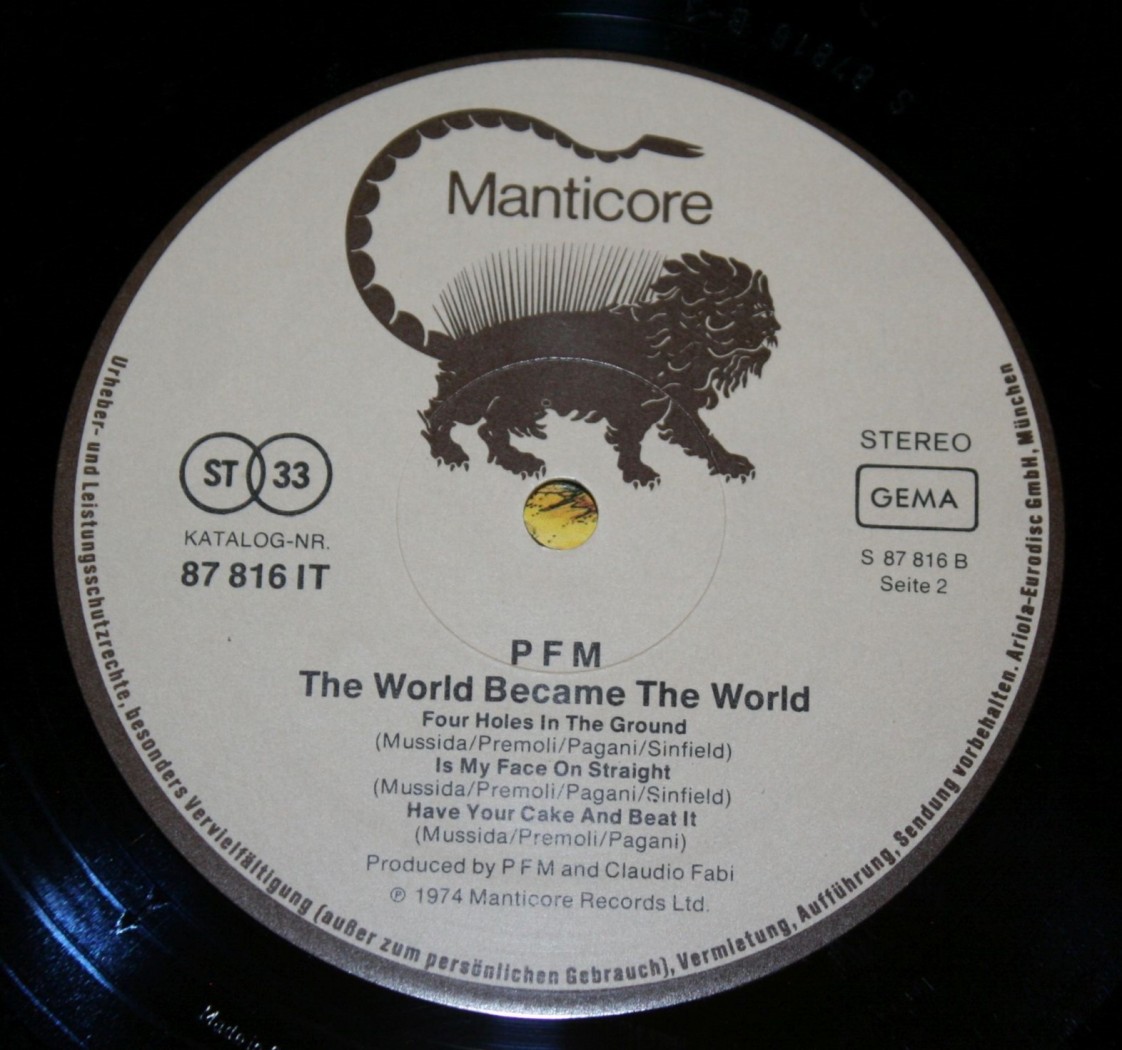 Manticore
ST 33
KATALOG-NR.
87 816 IT
STEREO
GEMA
S 87 816 B
Seite 2
P F M
The World Became The World
Four Holes In The Ground
(Mussida/Premoli/Pagani/Sinfield)
Is My Face On Straight
(Mussida/Premoli/Pagani/Sinfield)
Have Your Cake And Beat It
(Mussida/Premoli/Pagani)
Produced by P F M and Claudio Fabi
℗ 1974 Manticore Records Ltd.
Urheber- und Leistungsschutzrechte, besonders Vervielfältigung (außer zum persönlichen Gebrauch), Vermietung, Aufführung, Sendung vorbehalten. Ariola-Eurodisc GmbH, München